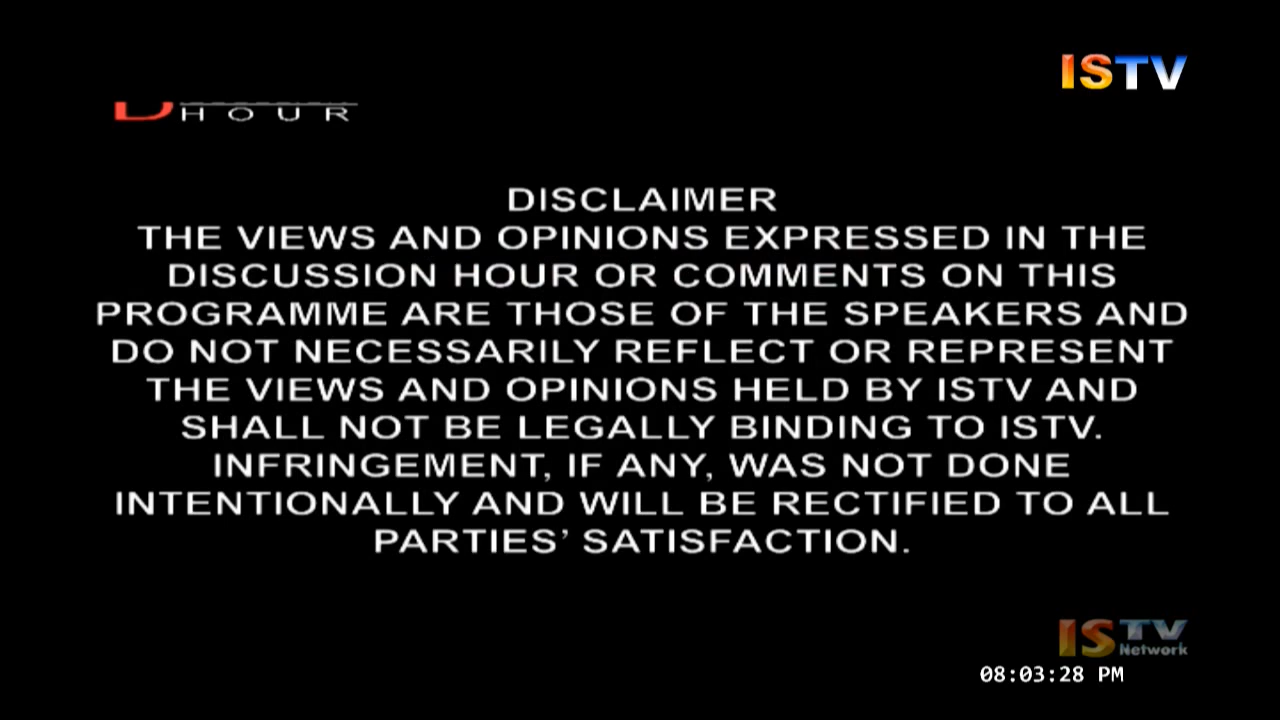 ISTV
HOUR
DISCLAIMER
THE VIEWS AND OPINIONS EXPRESSED IN THE
DISCUSSION HOUR OR COMMENTS ON THIS
PROGRAMME ARE THOSE OF THE SPEAKERS AND
DO NOT NECESSARILY REFLECT OR REPRESENT
THE VIEWS AND OPINIONS HELD BY ISTV AND
SHALL NOT BE LEGALLY BINDING TO ISTV.
INFRINGEMENT, IF ANY, WAS NOT DONE
INTENTIONALLY AND WILL BE RECTIFIED TO ALL
PARTIES’ SATISFACTION.
ISTV
Network
08:03:28 PM